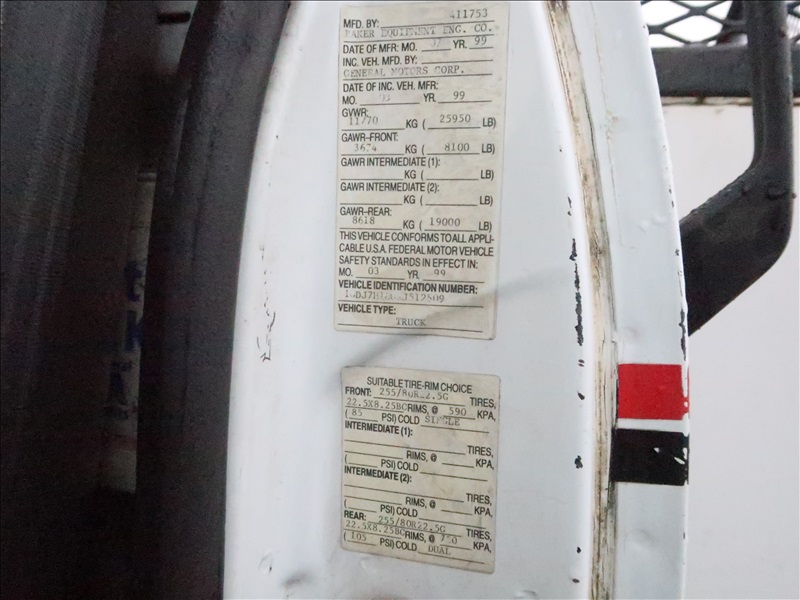 411753
MFD. BY:
BAKER EQUIPMENT ENG. CO.
DATE OF MFR: MO. YR. 99
INC. VEH. MFD. BY:
GENERAL MOTORS CORP.
DATE OF INC. VEH. MFR:
MO. 03 YR. 99
GVWR:
11770 KG ( 25950 LB)
GAWR-FRONT:
3674 KG ( 8100 LB)
GAWR INTERMEDIATE (1):
KG ( LB)
GAWR INTERMEDIATE (2):
KG ( LB)
GAWR-REAR:
8618 KG ( 19000 LB)
THIS VEHICLE CONFORMS TO ALL APPLI-
CABLE U.S.A. FEDERAL MOTOR VEHICLE
SAFETY STANDARDS IN EFFECT IN:
MO. 03 YR. 99
VEHICLE IDENTIFICATION NUMBER:
VEHICLE TYPE:
TRUCK
SUITABLE TIRE-RIM CHOICE
FRONT: 255/80R22.5G TIRES,
22.5X8.25BC RIMS, @ 590 KPA,
( 85 PSI) COLD SINGLE
INTERMEDIATE (1):
TIRES,
RIMS, @ KPA,
( PSI) COLD
INTERMEDIATE (2):
TIRES,
RIMS, @ KPA,
( PSI) COLD
REAR: 255/80R22.5G TIRES,
22.5X8.25BC RIMS, @ KPA,
( 105 PSI) COLD DUAL